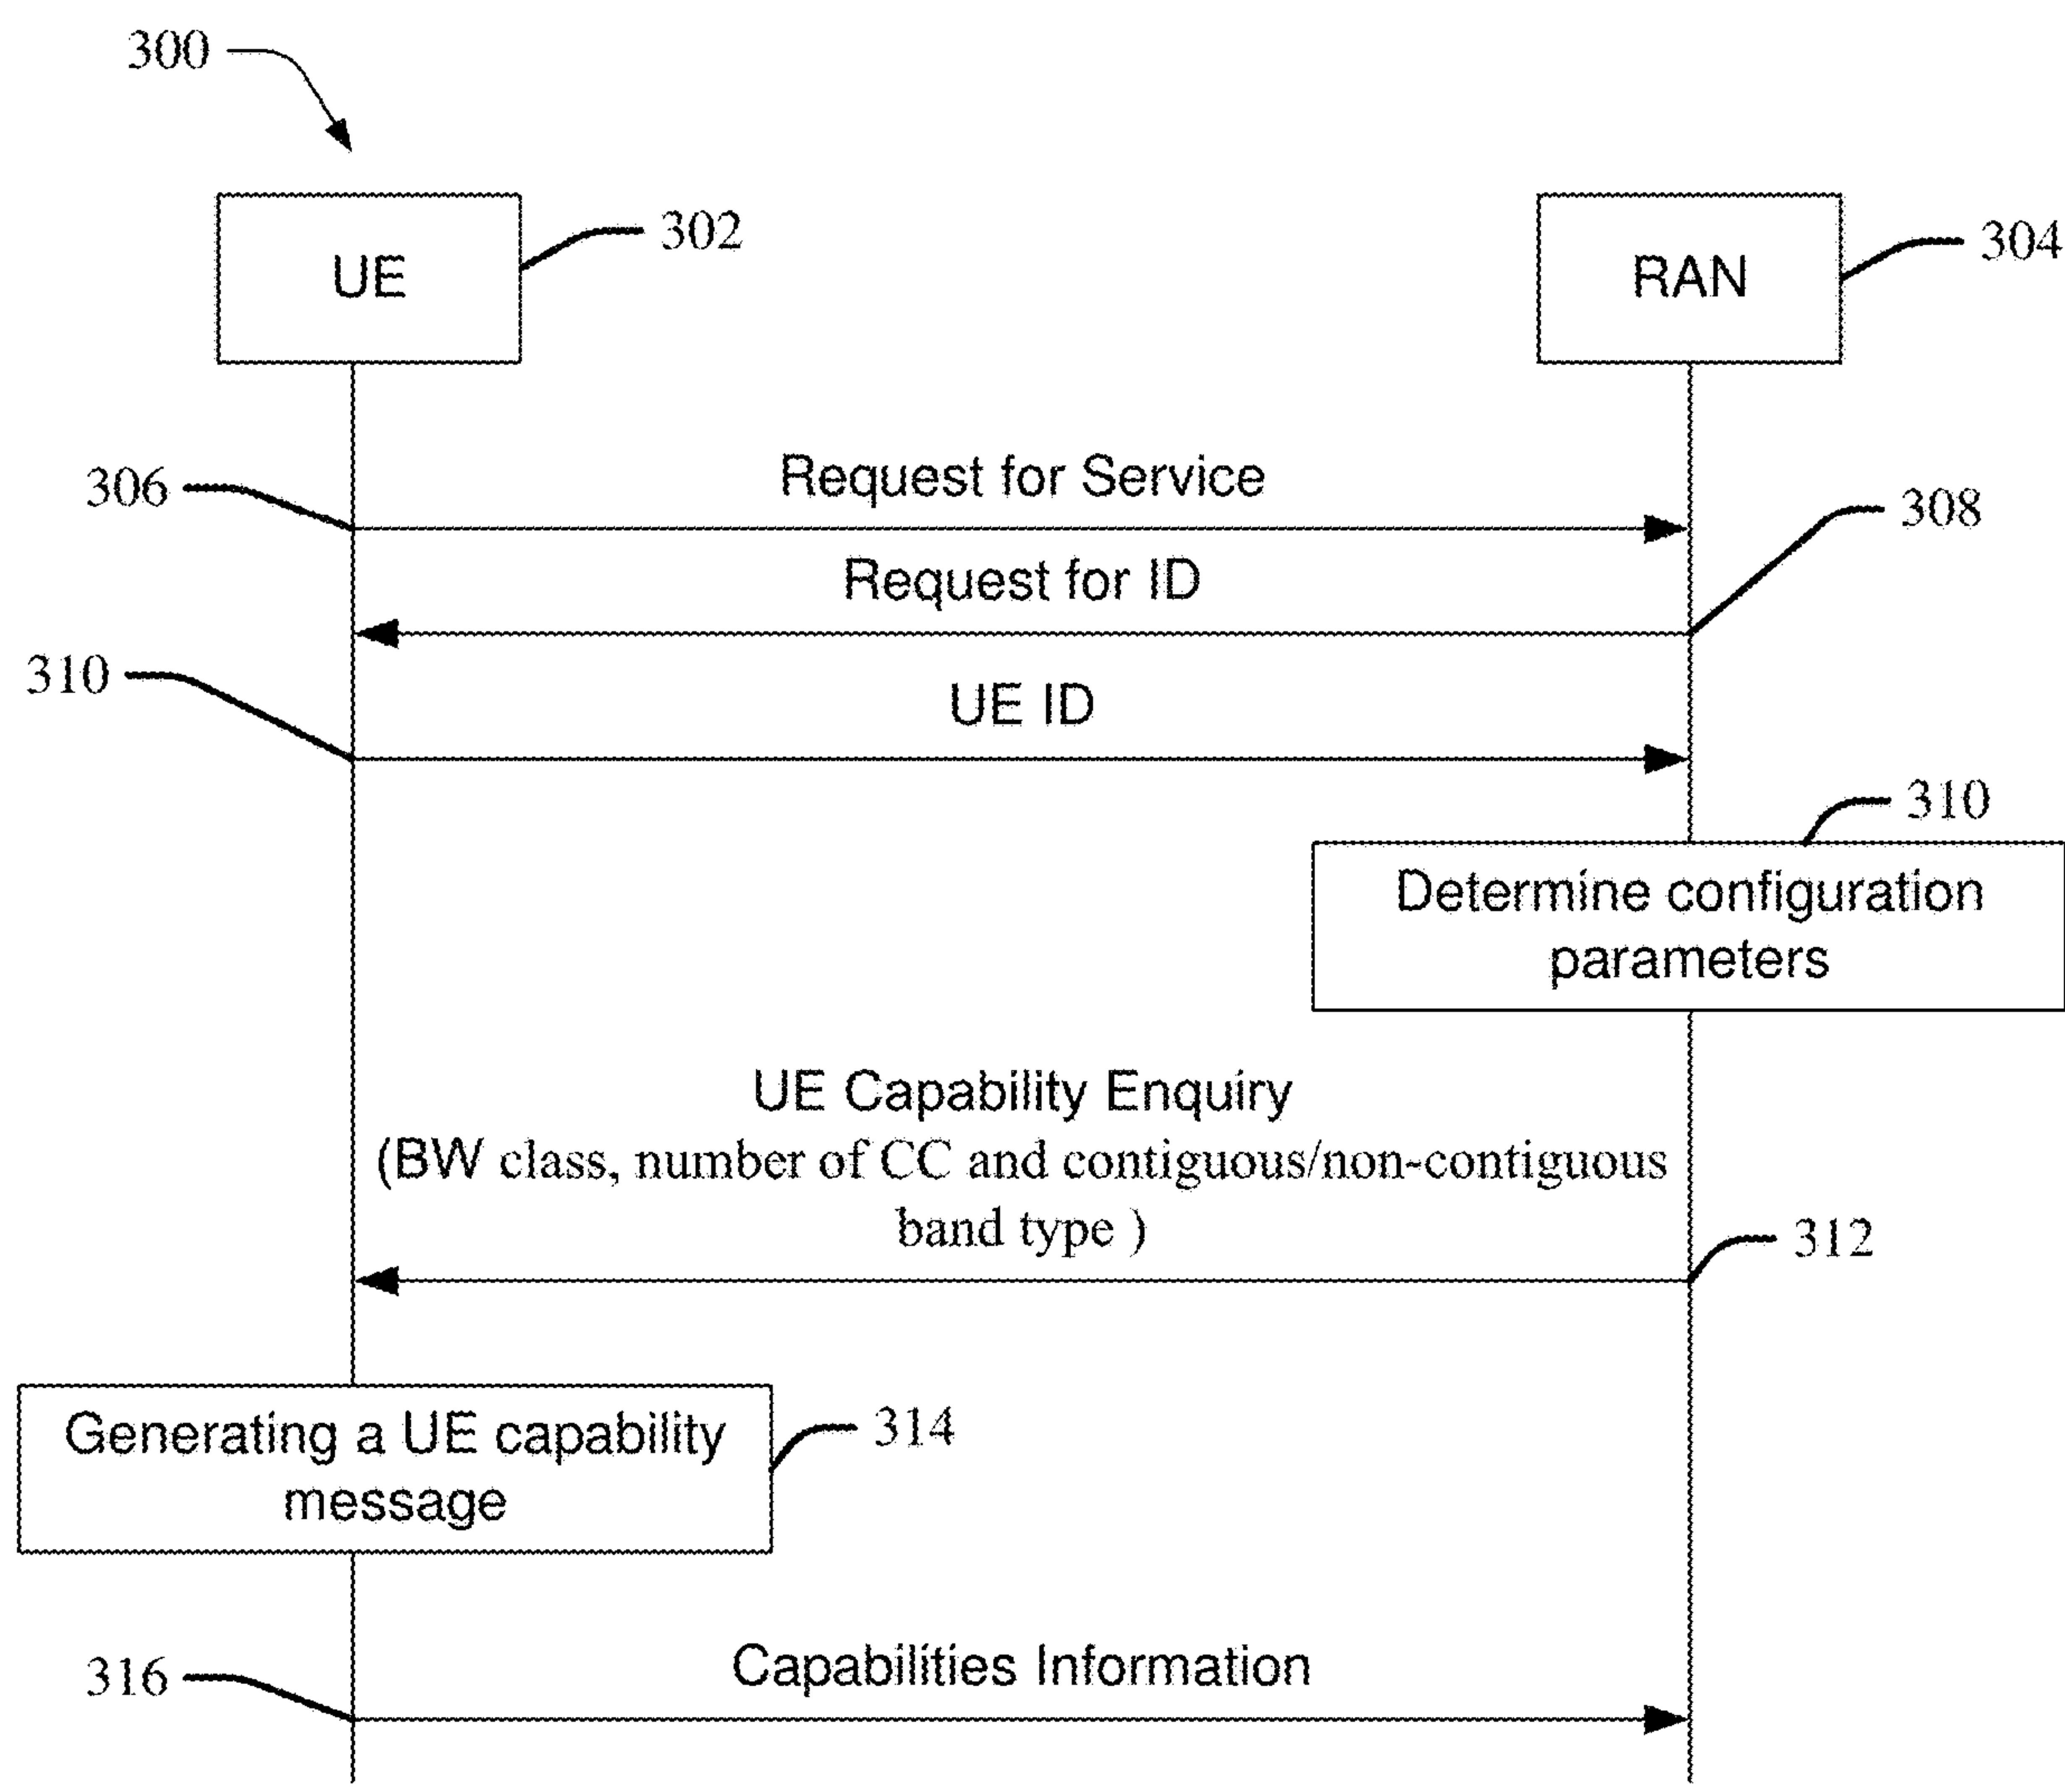 300
UE
302
RAN
304
Request for Service
306
308
Request for ID
310
UE ID
310
Determine configuration
parameters
UE Capability Enquiry
(BW class, number of CC and contiguous/non-contiguous
band type )
312
Generating a UE capability
message
314
Capabilities Information
316